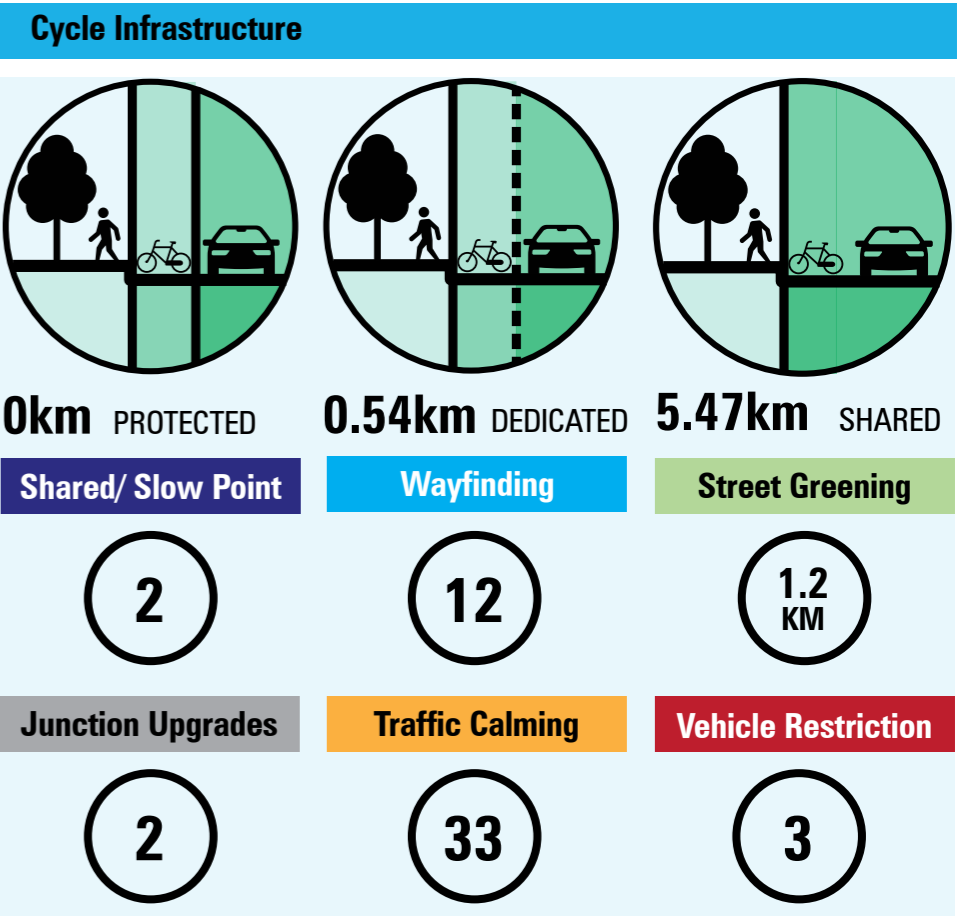 Cycle Infrastructure
0km PROTECTED
0.54km DEDICATED
5.47km SHARED
Shared/ Slow Point
Wayfinding
Street Greening
2
12
1.2
KM
Junction Upgrades
Traffic Calming
Vehicle Restriction
2
33
3